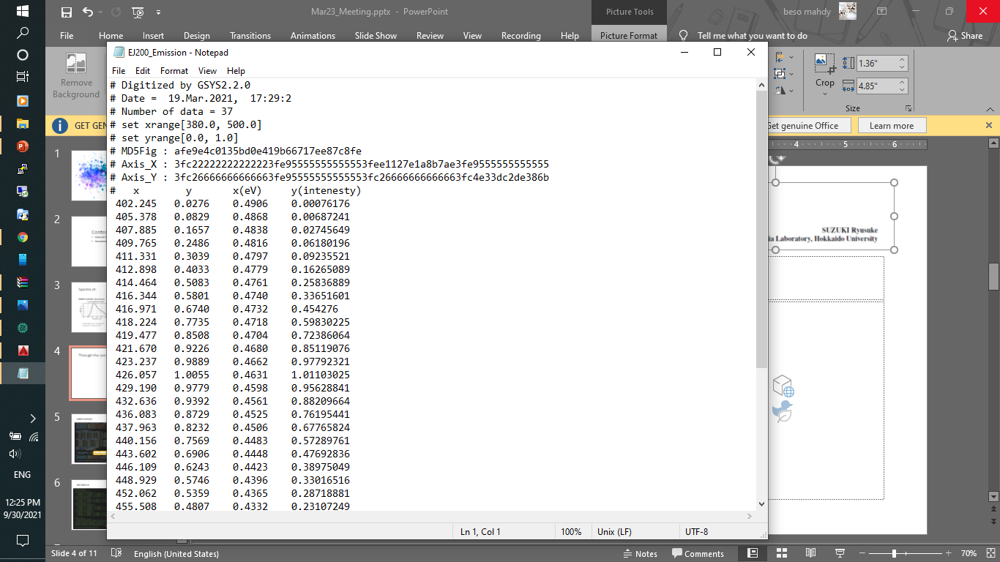 Mar23_Meeting.pptx - PowerPoint
Picture Tools
beso mahdy
File Home Insert Design Transitions Animations Slide Show Review View Recording Help Picture Format Tell me what you want to do Share
Remove
Background
Crop
1.36"
4.85"
Size
GET GEN
Get genuine Office
Learn more
EJ200_Emission - Notepad
File Edit Format View Help
# Digitized by GSYS2.2.0
# Date = 19.Mar.2021, 17:29:2
# Number of data = 37
# set xrange[380.0, 500.0]
# set yrange[0.0, 1.0]
# MD5Fig : afe9e4c0135bd0e419b66717ee87c8fe
# Axis_X : 3fc22222222222223fe95555555555553fee1127e1a8b7ae3fe9555555555555
# Axis_Y : 3fc26666666666663fe95555555555553fc26666666666663fc4e33dc2de386b
# x y x(eV) y(intenesty)
402.245 0.0276 0.4906 0.00076176
405.378 0.0829 0.4868 0.00687241
407.885 0.1657 0.4838 0.02745649
409.765 0.2486 0.4816 0.06180196
411.331 0.3039 0.4797 0.09235521
412.898 0.4033 0.4779 0.16265089
414.464 0.5083 0.4761 0.25836889
416.344 0.5801 0.4740 0.33651601
416.971 0.6740 0.4732 0.454276
418.224 0.7735 0.4718 0.59830225
419.477 0.8508 0.4704 0.72386064
421.670 0.9226 0.4680 0.85119076
423.237 0.9889 0.4662 0.97792321
426.057 1.0055 0.4631 1.01103025
429.190 0.9779 0.4598 0.95628841
432.636 0.9392 0.4561 0.88209664
436.083 0.8729 0.4525 0.76195441
437.963 0.8232 0.4506 0.67765824
440.156 0.7569 0.4483 0.57289761
443.602 0.6906 0.4448 0.47692836
446.109 0.6243 0.4423 0.38975049
448.929 0.5746 0.4396 0.33016516
452.062 0.5359 0.4365 0.28718881
455.508 0.4807 0.4332 0.23107249
Ln 1, Col 1
100%
Unix (LF)
UTF-8
1
2
Conten
3
Spectra of
4
Through the use
5
6
4 5 6
SUZUKI Ryusuke
ia Laboratory, Hokkaido University
ENG
12:25 PM
9/30/2021
Slide 4 of 11
English (United States)
Notes
Comments
70%